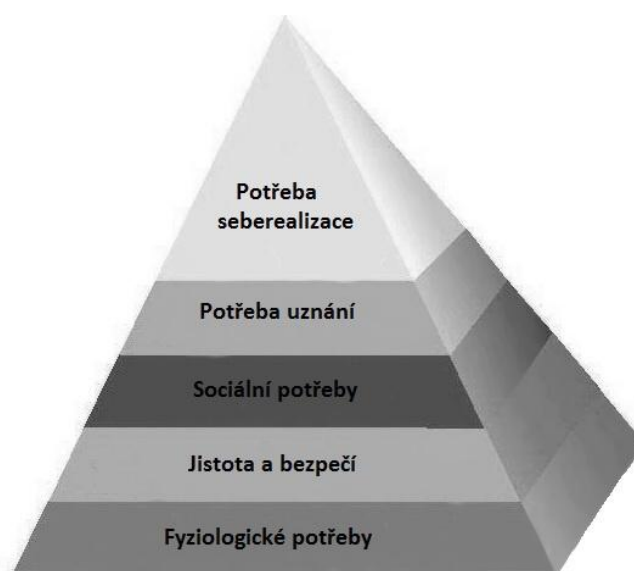 Potřeba
seberealizace
Potřeba uznání
Sociální potřeby
Jistota a bezpečí
Fyziologické potřeby